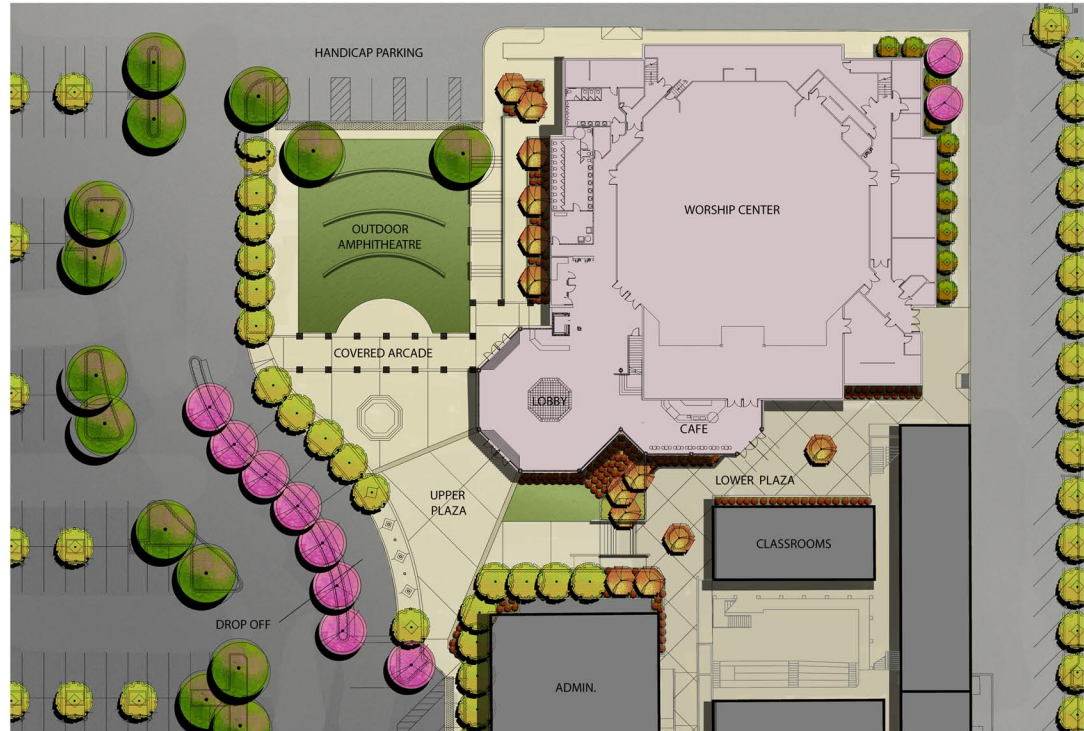 HANDICAP PARKING
WORSHIP CENTER
OUTDOOR
AMPHITHEATRE
COVERED ARCADE
LOBBY
CAFE
LOWER PLAZA
UPPER
PLAZA
CLASSROOMS
DROP OFF
ADMIN.